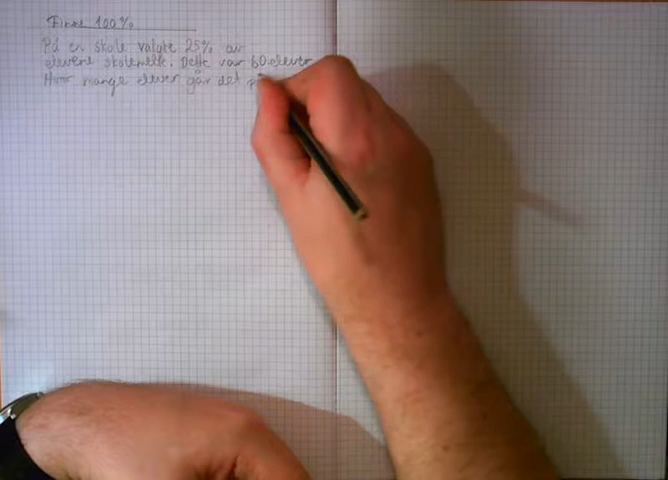 Finne 100%
På en skole valgte 25% av
elevene skolemelk. Dette var 60 elever
Hvor mange elever går det på